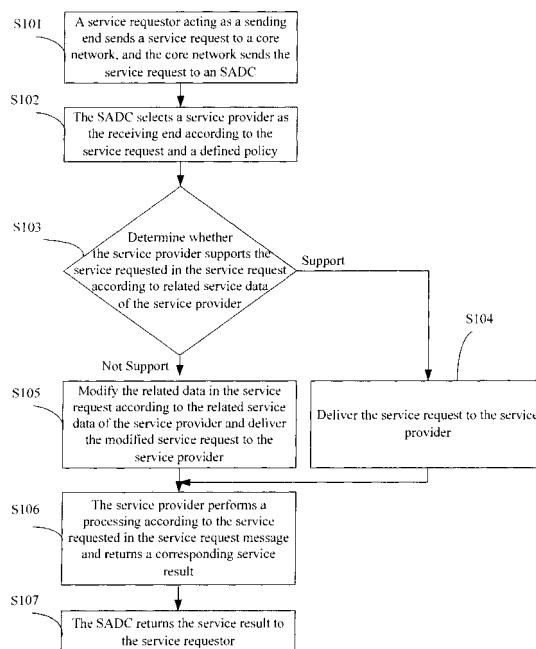 S101
A service requestor acting as a sending
end sends a service request to a core
network, and the core network sends the
service request to an SADC
S102
The SADC selects a service provider as
the receiving end according to the
service request and a defined policy
S103
Determine whether
the service provider supports the
service requested in the service request
according to related service data
of the service provider
Support
S104
Not Support
S105
Modify the related data in the service
request according to the related service
data of the service provider and deliver
the modified service request to the
service provider
Deliver the service request to the service
provider
S106
The service provider performs a
processing according to the service
requested in the service request message
and returns a corresponding service
result
S107
The SADC returns the service result to
the service requestor